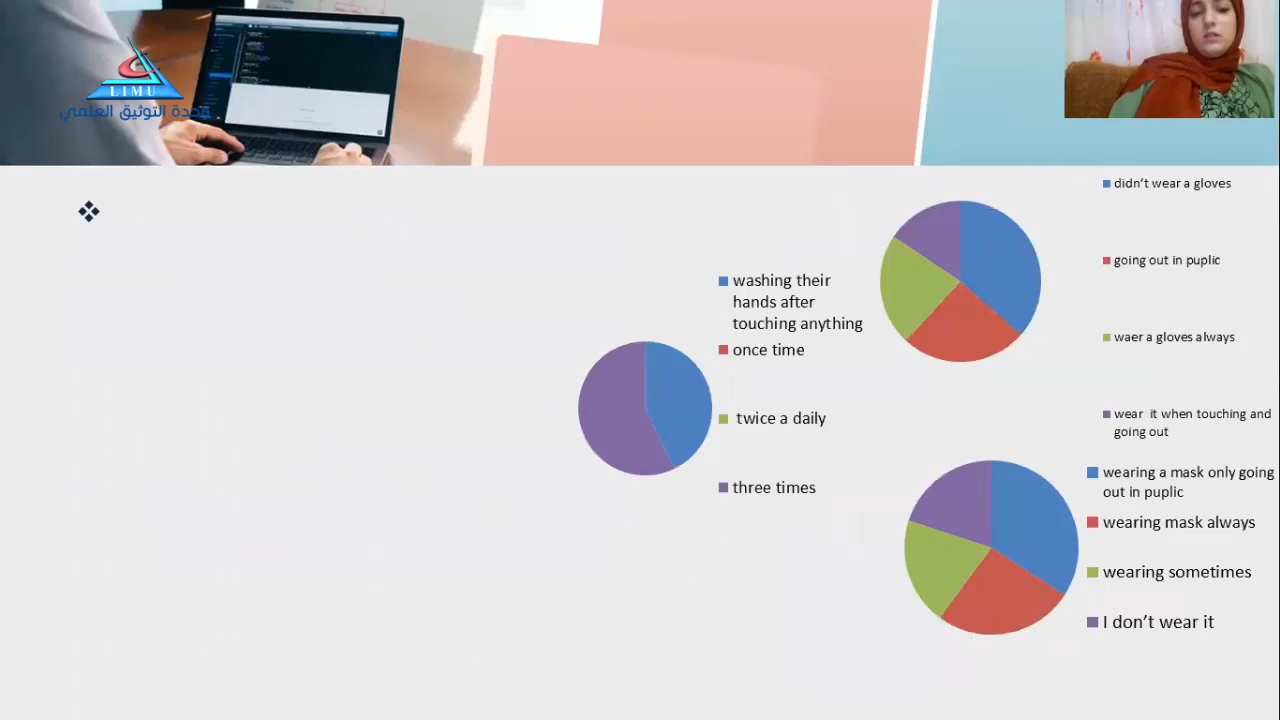 LIMU
وحدة التوثيق العلمي
didn't wear a gloves
going out in puplic
waer a gloves always
wear it when touching and
going out
washing their
hands after
touching anything
once time
twice a daily
three times
wearing a mask only going
out in puplic
wearing mask always
wearing sometimes
I don't wear it